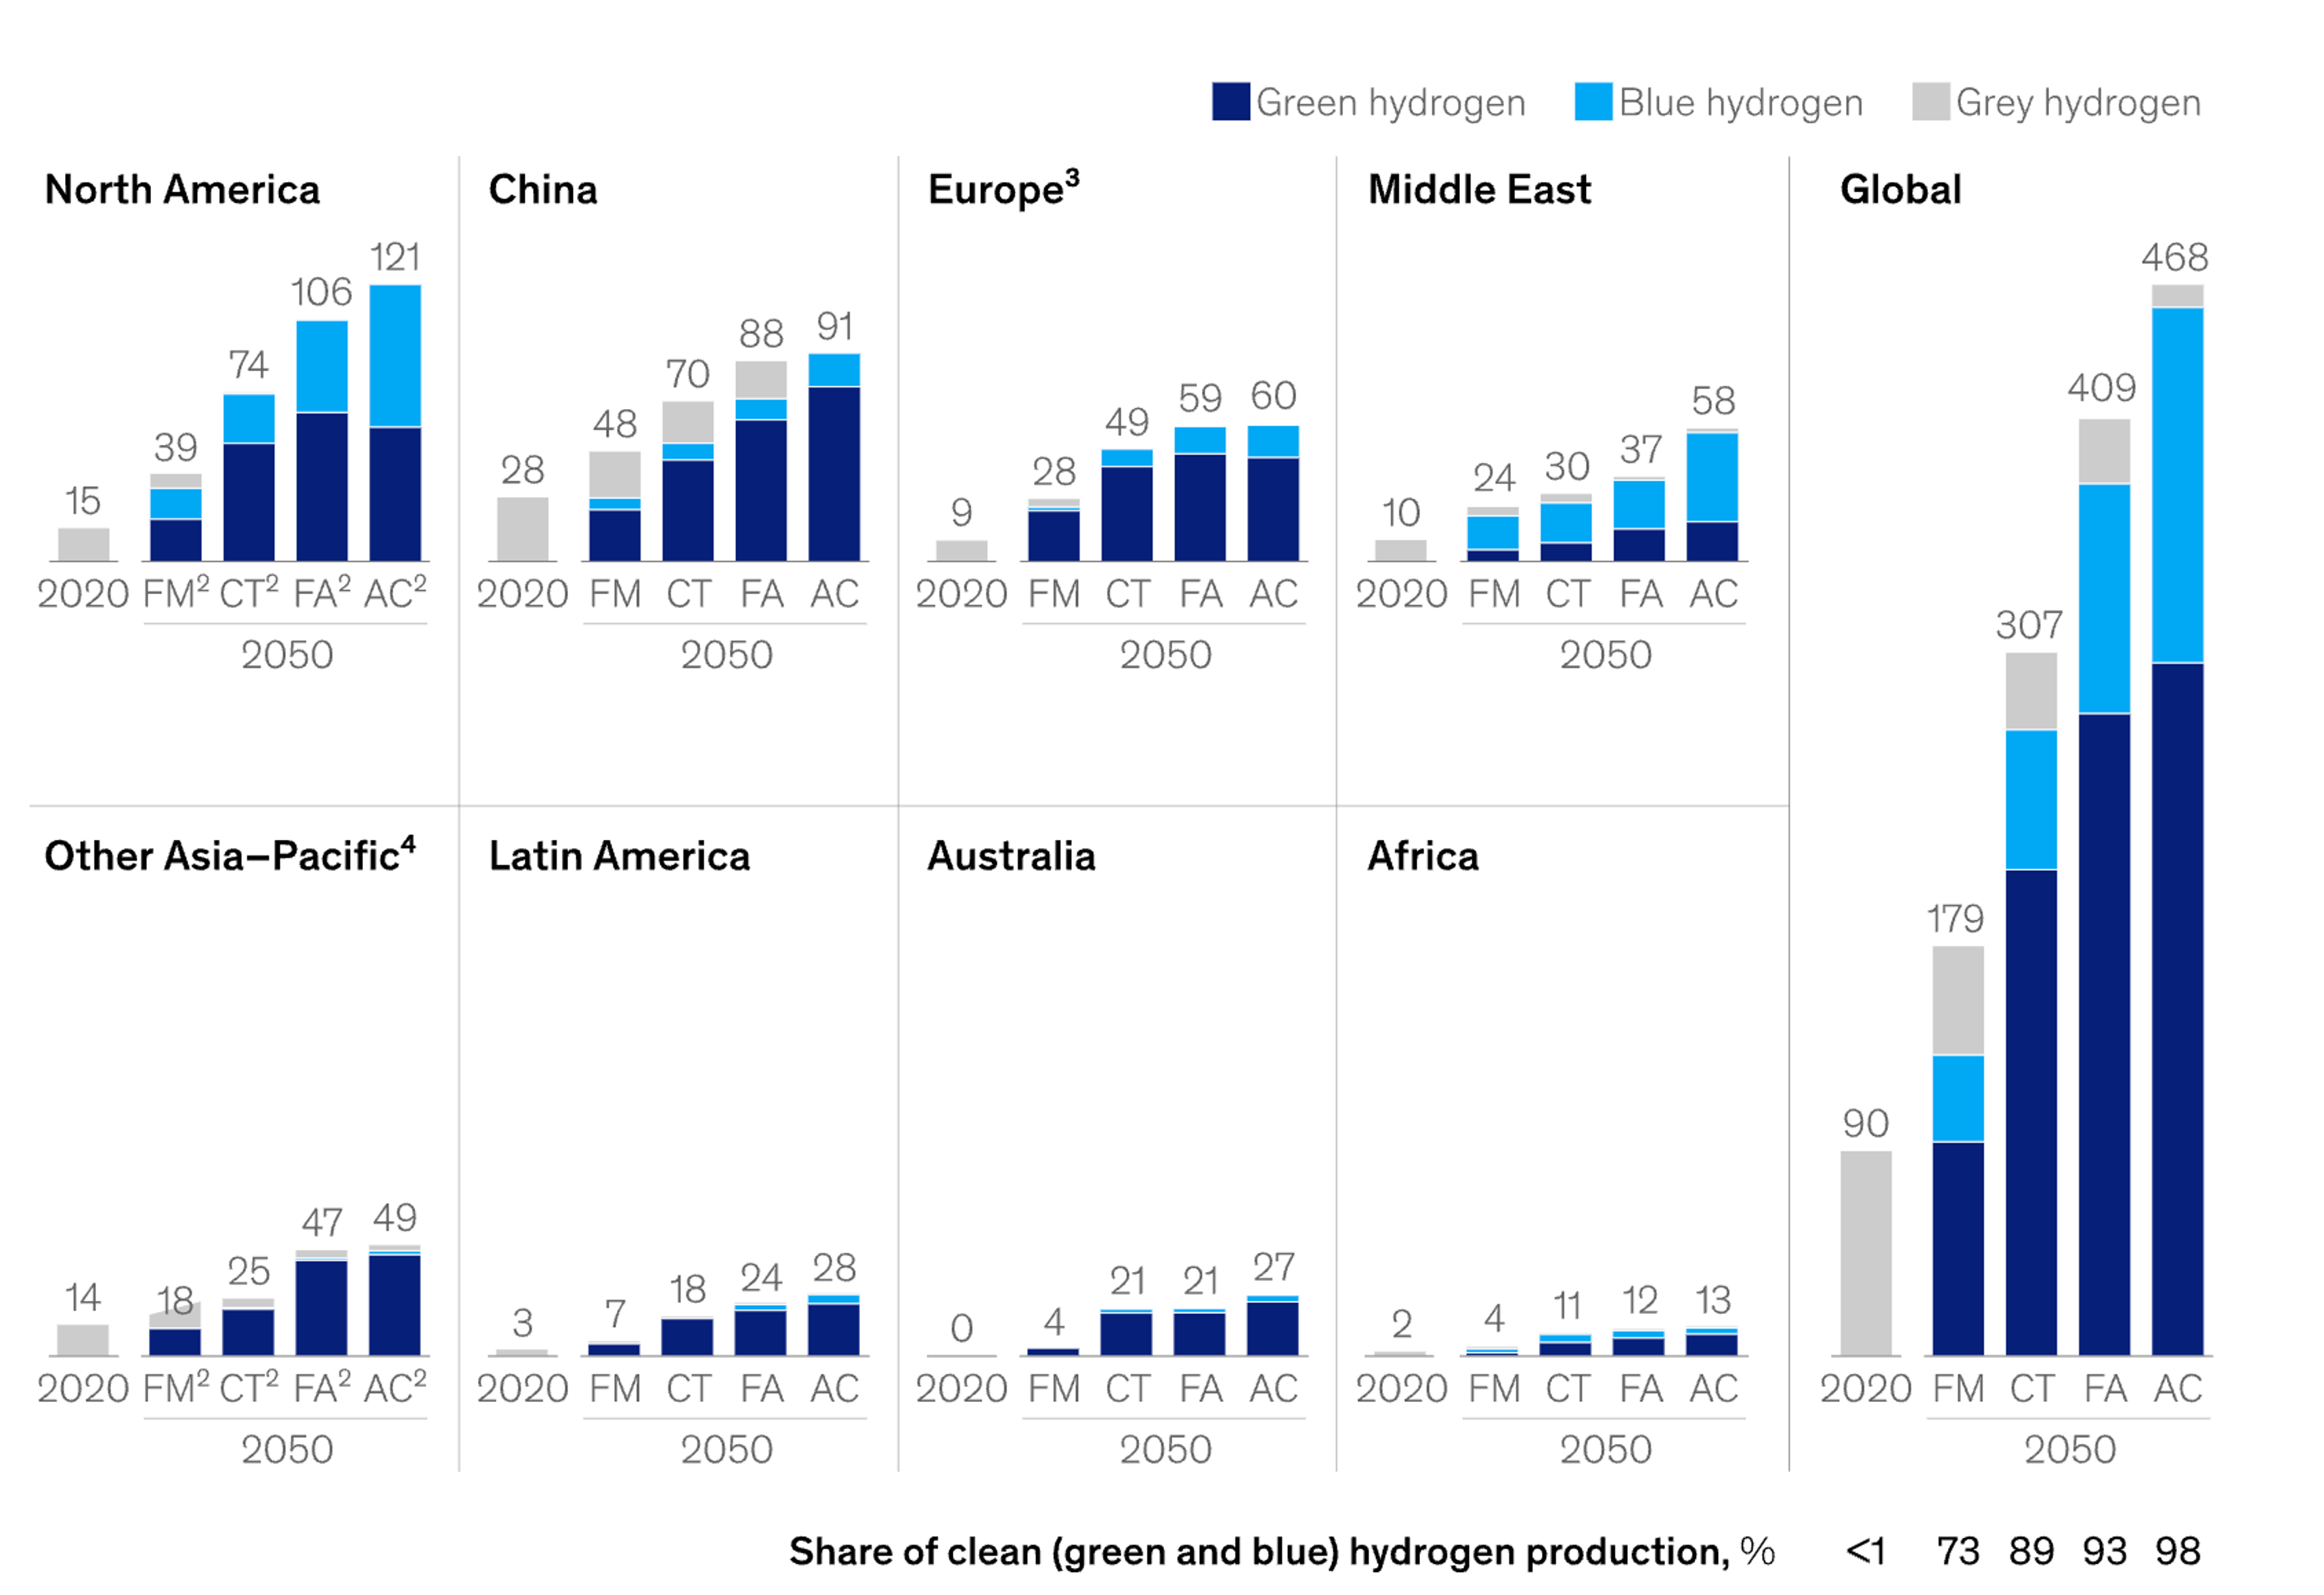 Green hydrogen Blue hydrogen Grey hydrogen
North America
121
106
74
39
15
2020 FM² CT² FA² AC²
2050
China
91
88
70
48
28
2020 FM CT FA AC
2050
Europe³
60
59
49
28
9
2020 FM CT FA AC
2050
Middle East
58
37
30
24
10
2020 FM CT FA AC
2050
Other Asia–Pacific⁴
49
47
25
18
14
2020 FM² CT² FA² AC²
2050
Latin America
28
24
18
7
3
2020 FM CT FA AC
2050
Australia
27
21
21
4
0
2020 FM CT FA AC
2050
Africa
13
12
11
4
2
2020 FM CT FA AC
2050
Global
468
409
307
179
90
2020 FM CT FA AC
2050
Share of clean (green and blue) hydrogen production, % <1 73 89 93 98